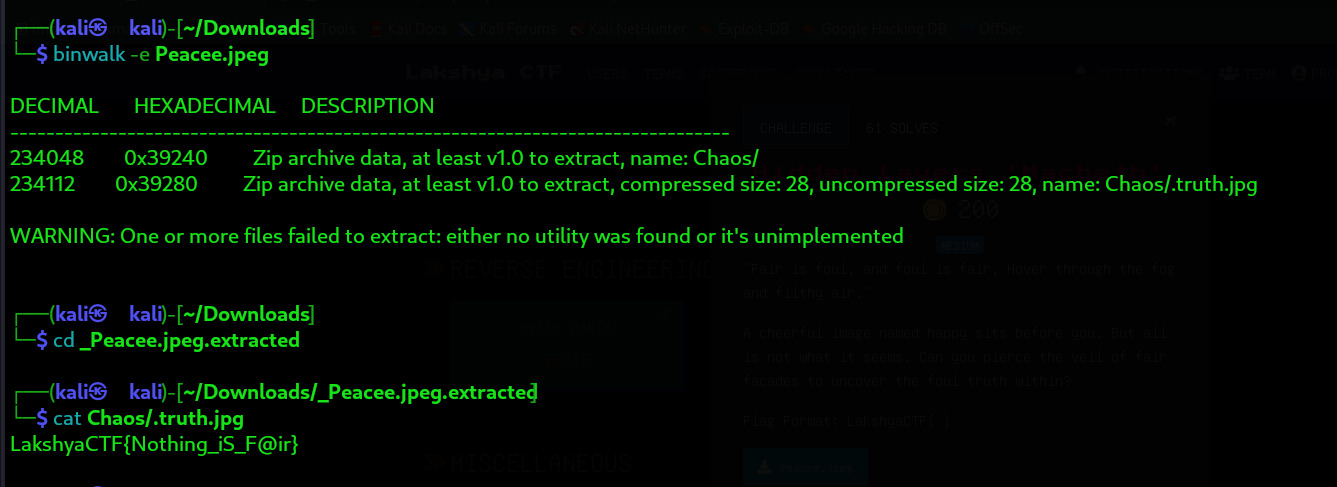 ┌──(kali㉿kali)-[~/Downloads]
└─$ binwalk -e Peacee.jpeg
Tools Kali Docs Kali Forums Kali NetHunter Exploit-DB Google Hacking DB OffSec
Lakshya CTF USERS TEAMS TEAM
DECIMAL HEXADECIMAL DESCRIPTION
--------------------------------------------------------------------------------
CHALLENGE 61 SOLVES
234048 0x39240 Zip archive data, at least v1.0 to extract, name: Chaos/
234112 0x39280 Zip archive data, at least v1.0 to extract, compressed size: 28, uncompressed size: 28, name: Chaos/.truth.jpg
200
WARNING: One or more files failed to extract: either no utility was found or it's unimplemented
REVERSE ENGINEERING
"Fair is foul, and foul is fair, Hover through the fog
and filthy air."
┌──(kali㉿kali)-[~/Downloads]
└─$ cd _Peacee.jpeg.extracted
A cheerful image named happy sits before you. But all
is not what it seems. Can you pierce the veil of fair
facades to uncover the foul truth within?
┌──(kali㉿kali)-[~/Downloads/_Peacee.jpeg.extracted]
└─$ cat Chaos/.truth.jpg
Flag Format: LakshyaCTF{ }
LakshyaCTF{Nothing_iS_F@ir}
MISCELLANEOUS